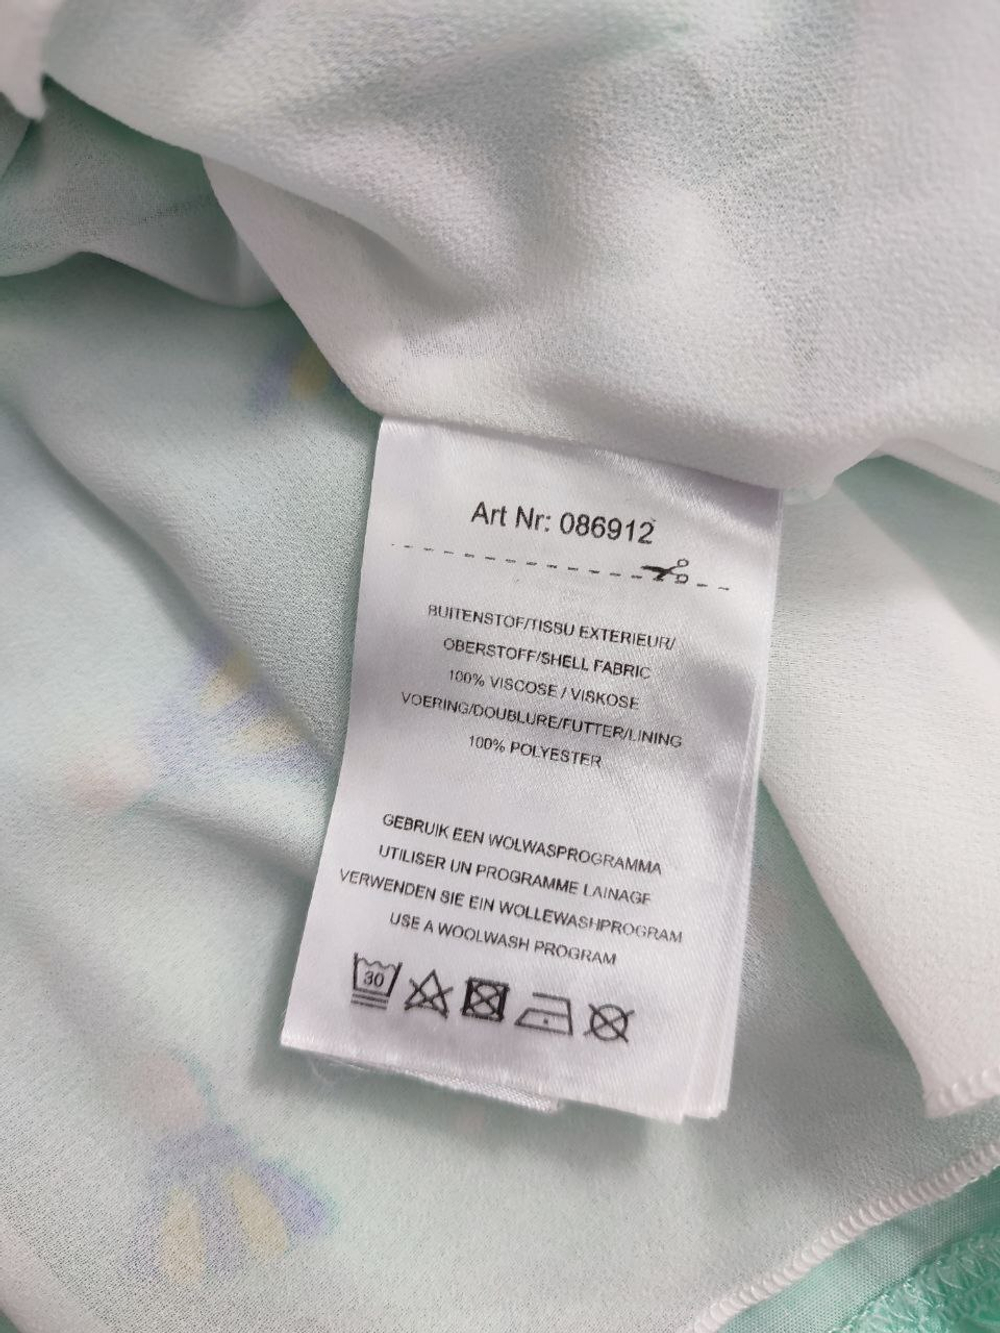 Art Nr: 086912
BUITENSTOF/TISSU EXTERIEUR/
OBERSTOFF/SHELL FABRIC
100% VISCOSE / VISKOSE
VOERING/DOUBLURE/FUTTER/LINING
100% POLYESTER
GEBRUIK EEN WOLWASPROGRAMMA
UTILISER UN PROGRAMME LAINAGE
VERWENDEN SIE EIN WOLLEWASHPROGRAM
USE A WOOLWASH PROGRAM
30